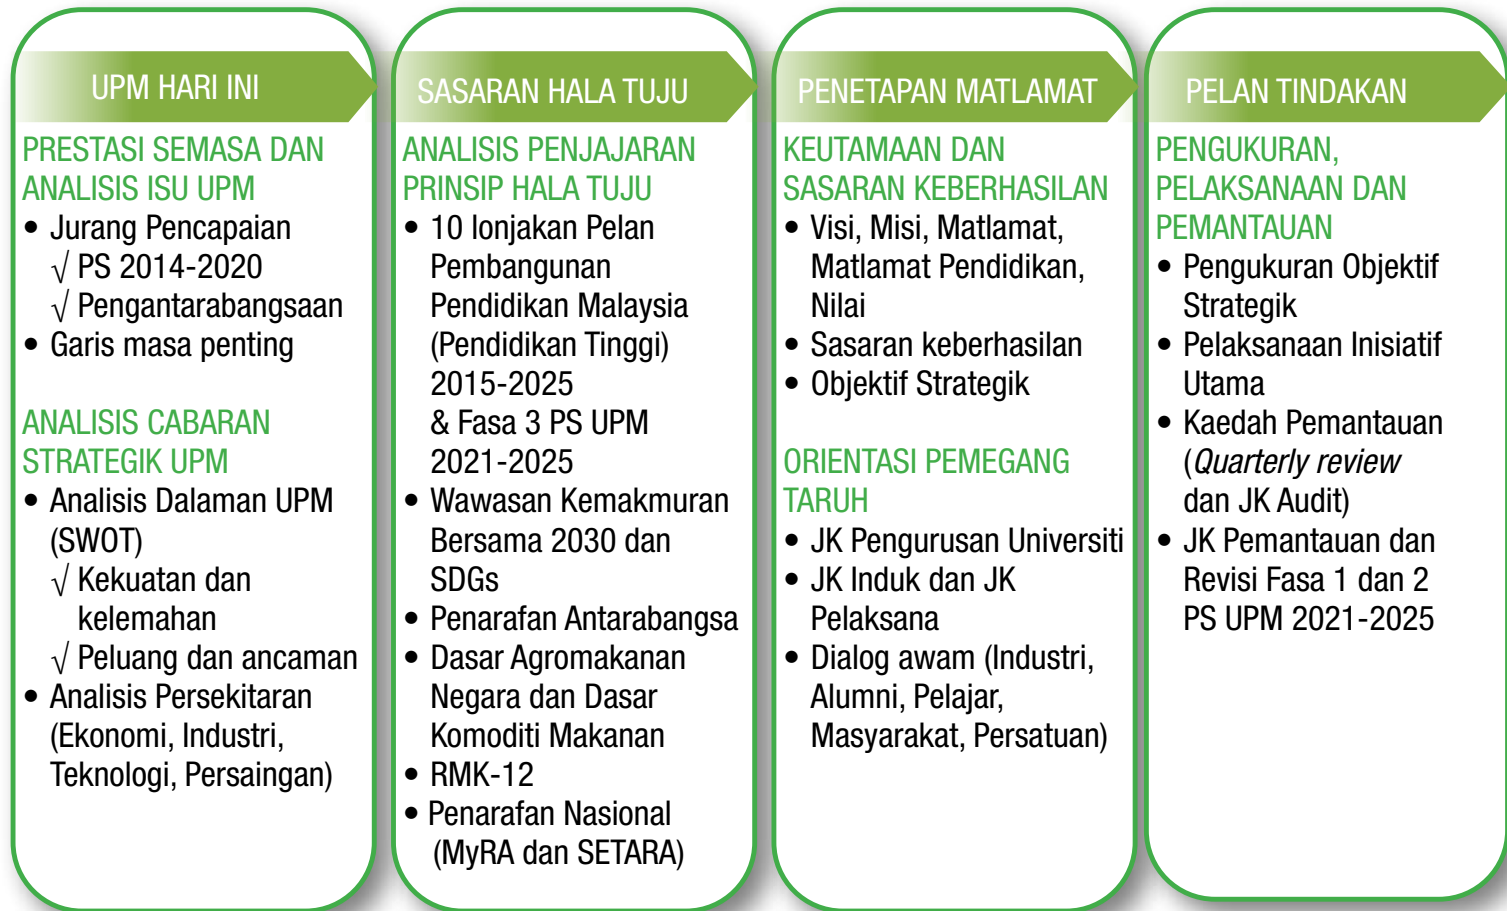 UPM HARI INI
PRESTASI SEMASA DAN
ANALISIS ISU UPM
• Jurang Pencapaian
√ PS 2014-2020
√ Pengantarabangsaan
• Garis masa penting
ANALISIS CABARAN
STRATEGIK UPM
• Analisis Dalaman UPM
(SWOT)
√ Kekuatan dan
kelemahan
√ Peluang dan ancaman
• Analisis Persekitaran
(Ekonomi, Industri,
Teknologi, Persaingan)
SASARAN HALA TUJU
ANALISIS PENJAJARAN
PRINSIP HALA TUJU
• 10 lonjakan Pelan
Pembangunan
Pendidikan Malaysia
(Pendidikan Tinggi)
2015-2025
& Fasa 3 PS UPM
2021-2025
• Wawasan Kemakmuran
Bersama 2030 dan
SDGs
• Penarafan Antarabangsa
• Dasar Agromakanan
Negara dan Dasar
Komoditi Makanan
• RMK-12
• Penarafan Nasional
(MyRA dan SETARA)
PENETAPAN MATLAMAT
KEUTAMAAN DAN
SASARAN KEBERHASILAN
• Visi, Misi, Matlamat,
Matlamat Pendidikan,
Nilai
• Sasaran keberhasilan
• Objektif Strategik
ORIENTASI PEMEGANG
TARUH
• JK Pengurusan Universiti
• JK Induk dan JK
Pelaksana
• Dialog awam (Industri,
Alumni, Pelajar,
Masyarakat, Persatuan)
PELAN TINDAKAN
PENGUKURAN,
PELAKSANAAN DAN
PEMANTAUAN
• Pengukuran Objektif
Strategik
• Pelaksanaan Inisiatif
Utama
• Kaedah Pemantauan
(Quarterly review
dan JK Audit)
• JK Pemantauan dan
Revisi Fasa 1 dan 2
PS UPM 2021-2025